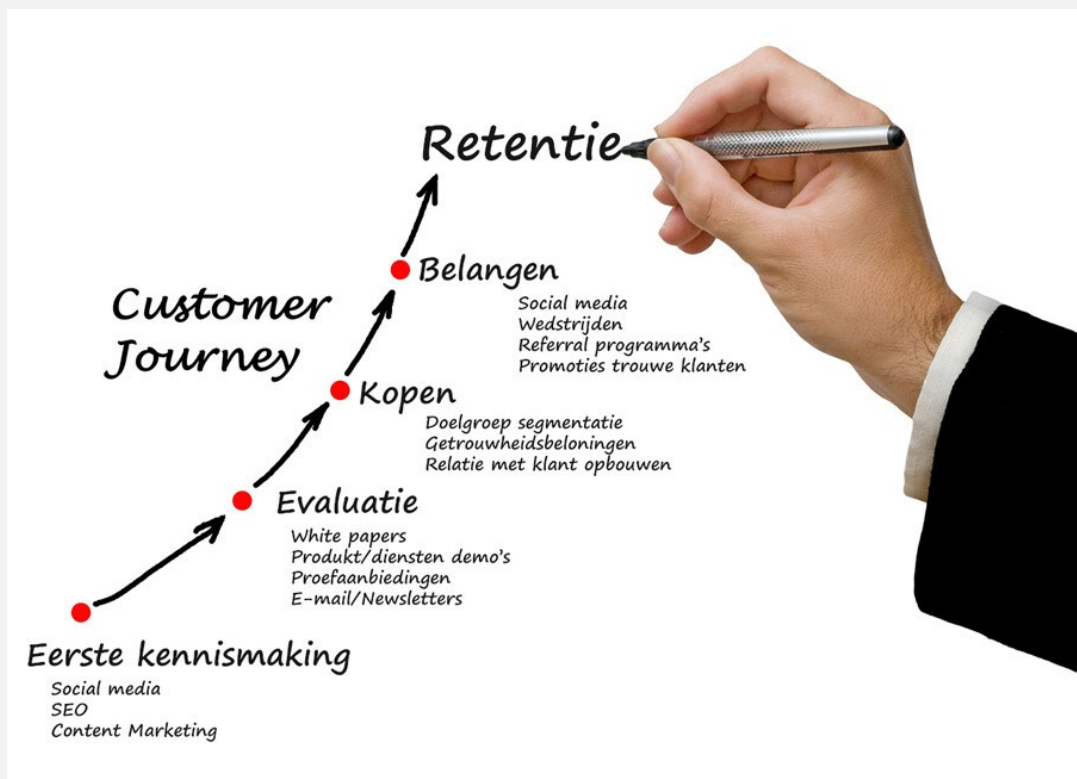 Retentie
Belangen
Social media
Wedstrijden
Referral programma's
Promoties trouwe klanten
Customer
Journey
Kopen
Doelgroep segmentatie
Getrouwheidsbeloningen
Relatie met klant opbouwen
Evaluatie
White papers
Produkt/diensten demo's
Proefaanbiedingen
E-mail/Newsletters
Eerste kennismaking
Social media
SEO
Content Marketing